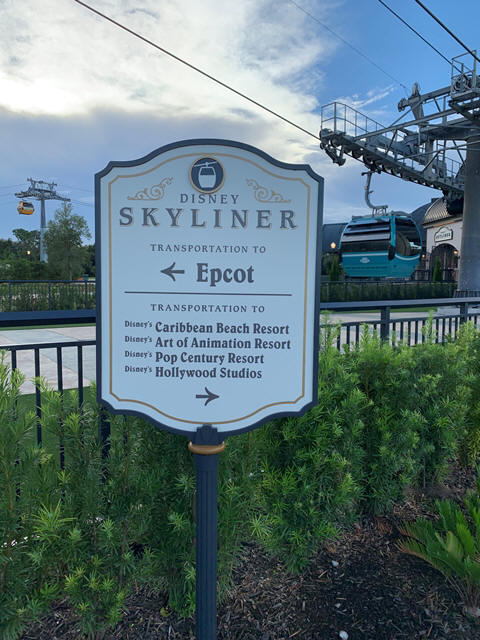 DISNEY
SKYLINER
TRANSPORTATION TO
Epcot
TRANSPORTATION TO
Disney's Caribbean Beach Resort
Disney's Art of Animation Resort
Disney's Pop Century Resort
Disney's Hollywood Studios